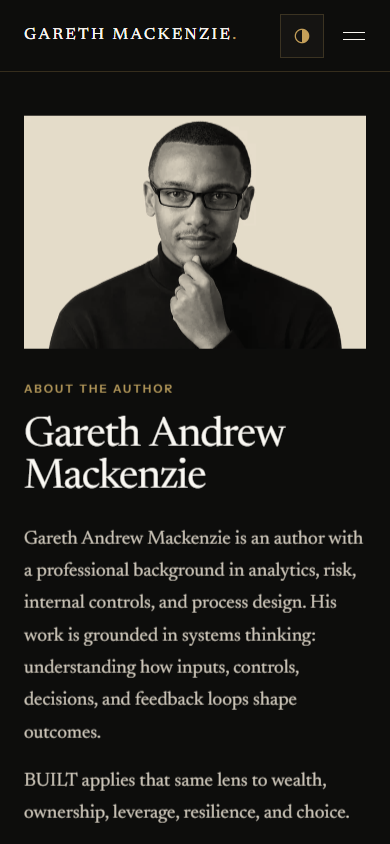 GARETH MACKENZIE.
ABOUT THE AUTHOR
Gareth Andrew
Mackenzie
Gareth Andrew Mackenzie is an author with
a professional background in analytics, risk,
internal controls, and process design. His
work is grounded in systems thinking:
understanding how inputs, controls,
decisions, and feedback loops shape
outcomes.
BUILT applies that same lens to wealth,
ownership, leverage, resilience, and choice.